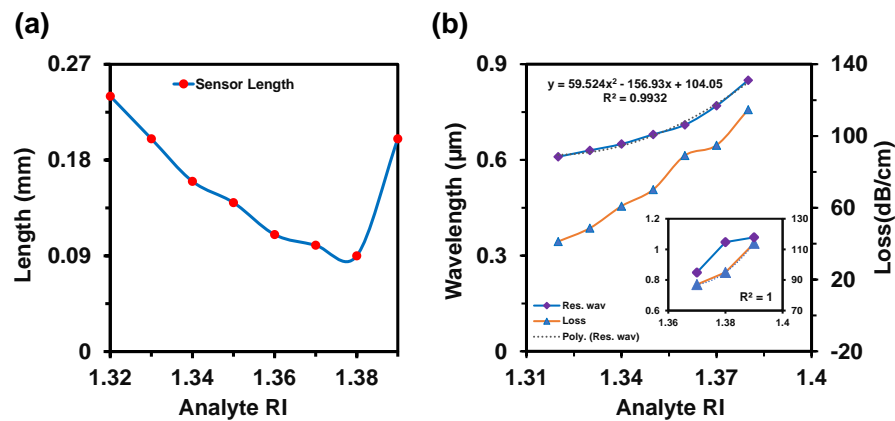 (a)
0.27
0.18
0.09
0
Length (mm)
Sensor Length
1.32
1.34
1.36
1.38
Analyte RI
(b)
0.9
0.6
0.3
0
Wavelength (µm)
y = 59.524x² - 156.93x + 104.05
R² = 0.9932
140
100
60
20
-20
Loss(dB/cm)
Res. wav
Loss
Poly. (Res. wav)
1.2
1
0.8
0.6
130
110
90
70
R² = 1
1.36
1.38
1.4
1.31
1.34
1.37
1.4
Analyte RI